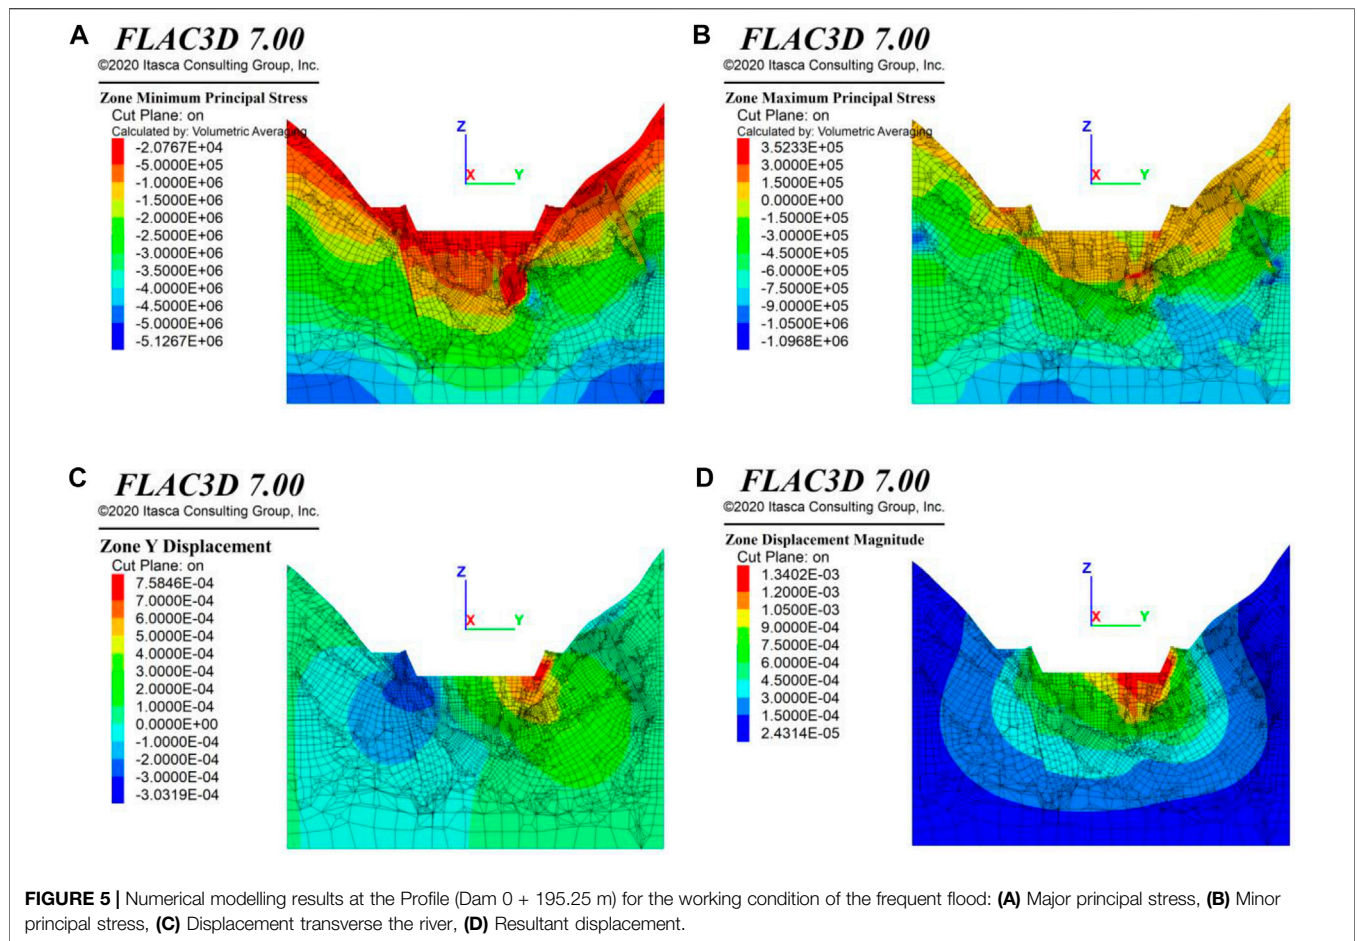 A
FLAC3D 7.00
©2020 Itasca Consulting Group, Inc.
Zone Minimum Principal Stress
Cut Plane: on
Calculated by: Volumetric Averaging
-2.0767E+04
-5.0000E+05
-1.0000E+06
-1.5000E+06
-2.0000E+06
-2.5000E+06
-3.0000E+06
-3.5000E+06
-4.0000E+06
-4.5000E+06
-5.0000E+06
-5.1267E+06
Z
X
Y
B
FLAC3D 7.00
©2020 Itasca Consulting Group, Inc.
Zone Maximum Principal Stress
Cut Plane: on
Calculated by: Volumetric Averaging
3.5233E+05
3.0000E+05
1.5000E+05
0.0000E+00
-1.5000E+05
-3.0000E+05
-4.5000E+05
-6.0000E+05
-7.5000E+05
-9.0000E+05
-1.0500E+06
-1.0968E+06
Z
X
Y
C
FLAC3D 7.00
©2020 Itasca Consulting Group, Inc.
Zone Y Displacement
Cut Plane: on
7.5846E-04
7.0000E-04
6.0000E-04
5.0000E-04
4.0000E-04
3.0000E-04
2.0000E-04
1.0000E-04
0.0000E+00
-1.0000E-04
-2.0000E-04
-3.0000E-04
-3.0319E-04
Z
X
Y
D
FLAC3D 7.00
©2020 Itasca Consulting Group, Inc.
Zone Displacement Magnitude
Cut Plane: on
1.3402E-03
1.2000E-03
1.0500E-03
9.0000E-04
7.5000E-04
6.0000E-04
4.5000E-04
3.0000E-04
1.5000E-04
2.4314E-05
Z
X
Y
FIGURE 5 | Numerical modelling results at the Profile (Dam 0 + 195.25 m) for the working condition of the frequent flood: (A) Major principal stress, (B) Minor
principal stress, (C) Displacement transverse the river, (D) Resultant displacement.